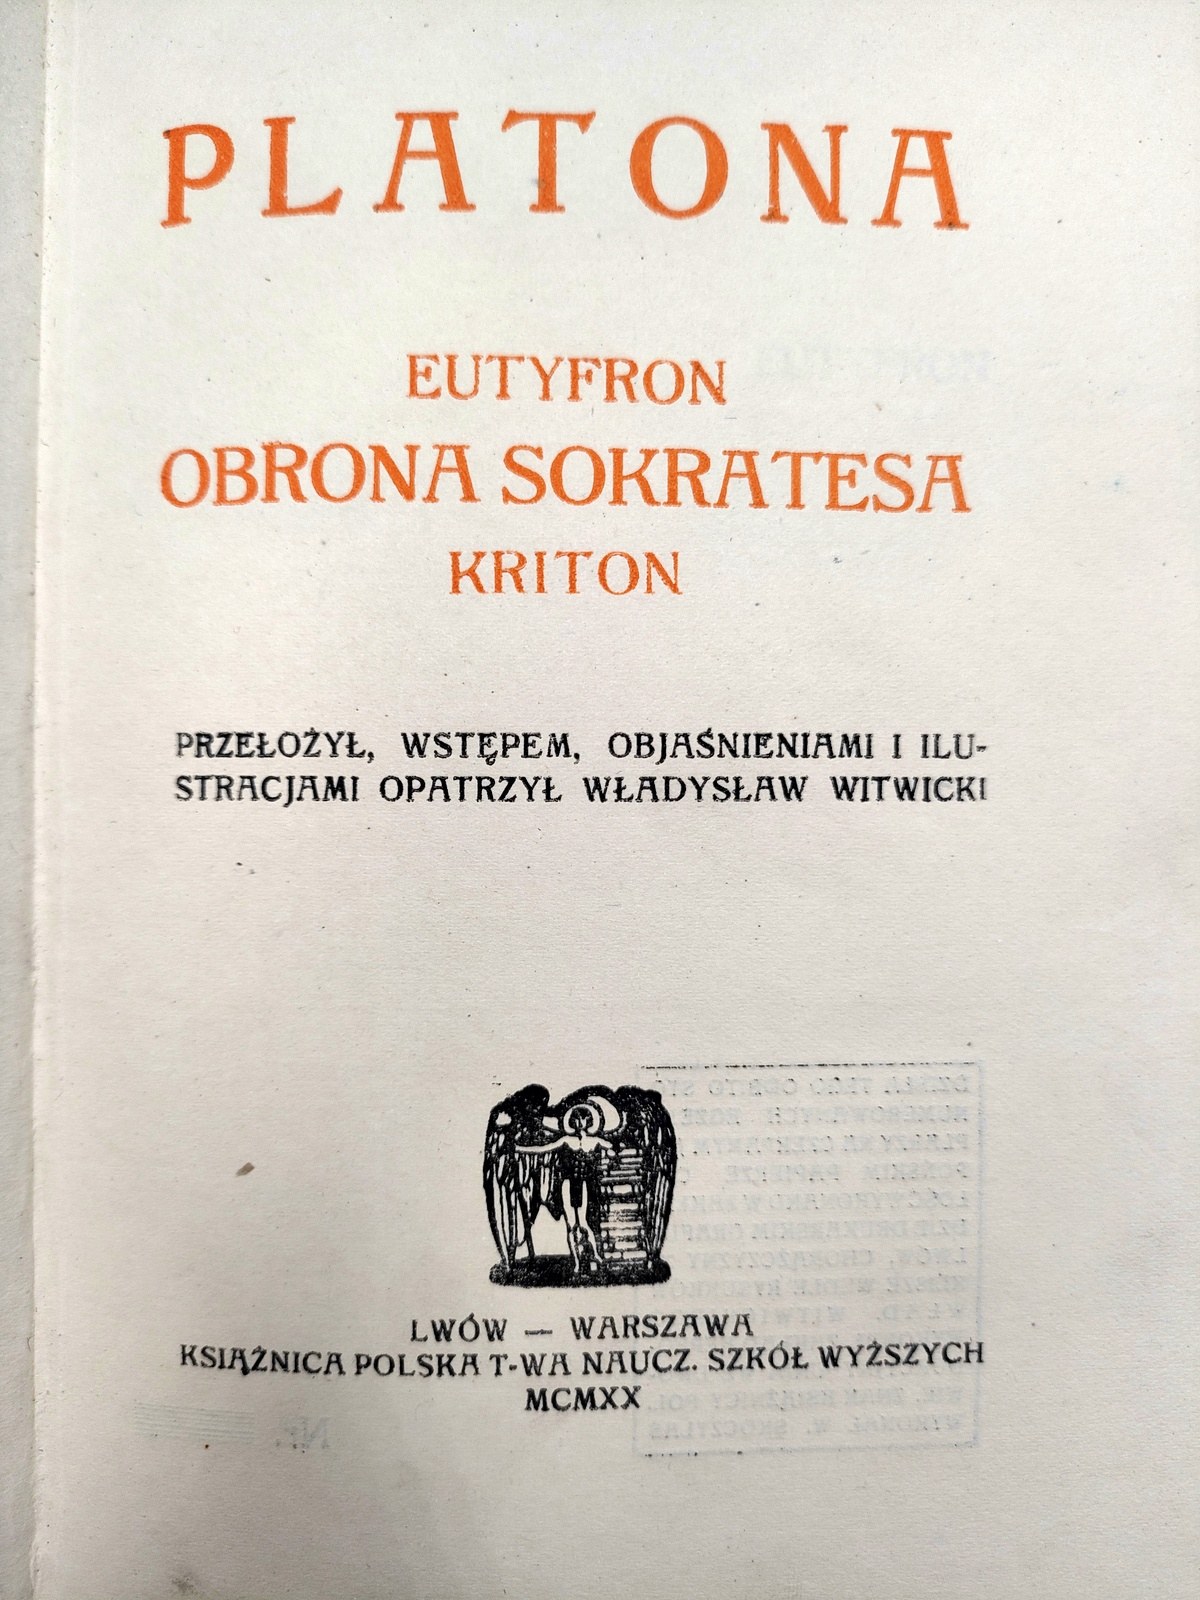 PLATONA
EUTYFRON
OBRONA SOKRATESA
KRITON
PRZEŁOŻYŁ, WSTĘPEM, OBJAŚNIENIAMI I ILU-
STRACJAMI OPATRZYŁ WŁADYSŁAW WITWICKI
LWÓW — WARSZAWA
KSIĄŻNICA POLSKA T-WA NAUCZ. SZKÓŁ WYŻSZYCH
MCMXX